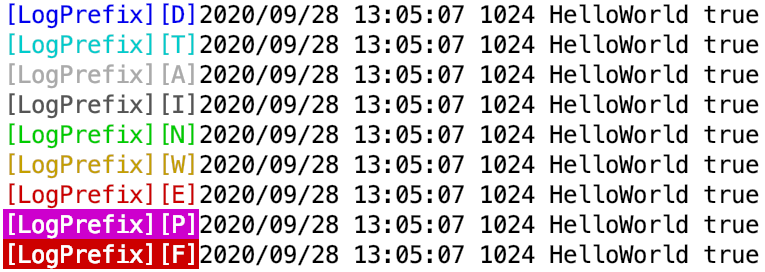 [LogPrefix][D]2020/09/28 13:05:07 1024 HelloWorld true
[LogPrefix][T]2020/09/28 13:05:07 1024 HelloWorld true
[LogPrefix][A]2020/09/28 13:05:07 1024 HelloWorld true
[LogPrefix][I]2020/09/28 13:05:07 1024 HelloWorld true
[LogPrefix][N]2020/09/28 13:05:07 1024 HelloWorld true
[LogPrefix][W]2020/09/28 13:05:07 1024 HelloWorld true
[LogPrefix][E]2020/09/28 13:05:07 1024 HelloWorld true
[LogPrefix][P]2020/09/28 13:05:07 1024 HelloWorld true
[LogPrefix][F]2020/09/28 13:05:07 1024 HelloWorld true